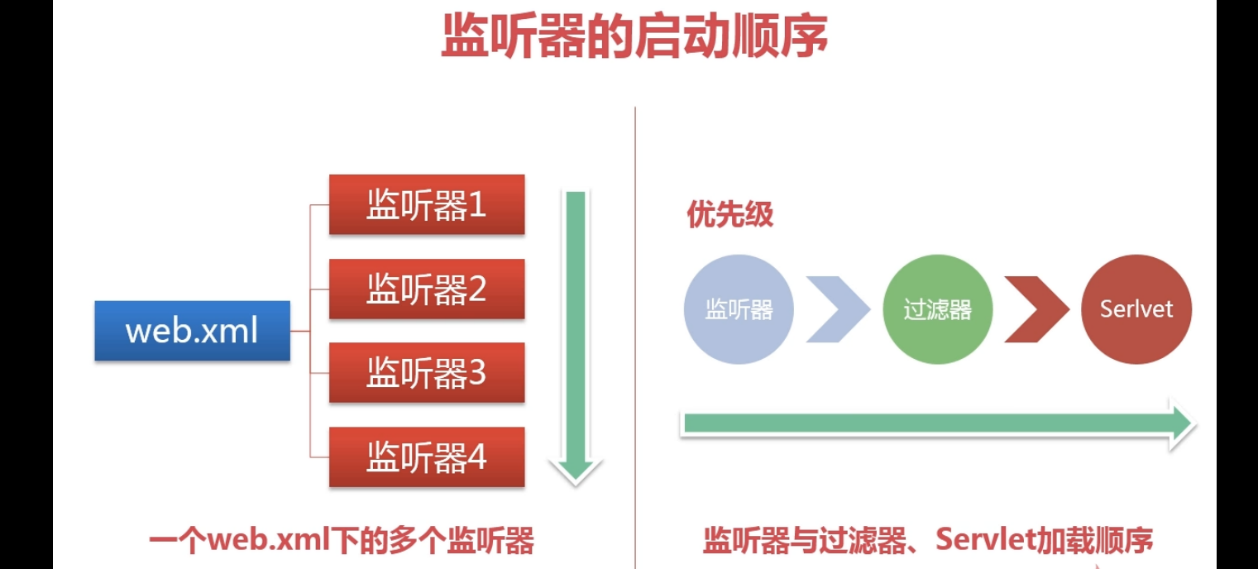 监听器的启动顺序
web.xml
监听器1
监听器2
监听器3
监听器4
一个web.xml下的多个监听器
优先级
监听器
过滤器
Serlvet
监听器与过滤器、Servlet加载顺序